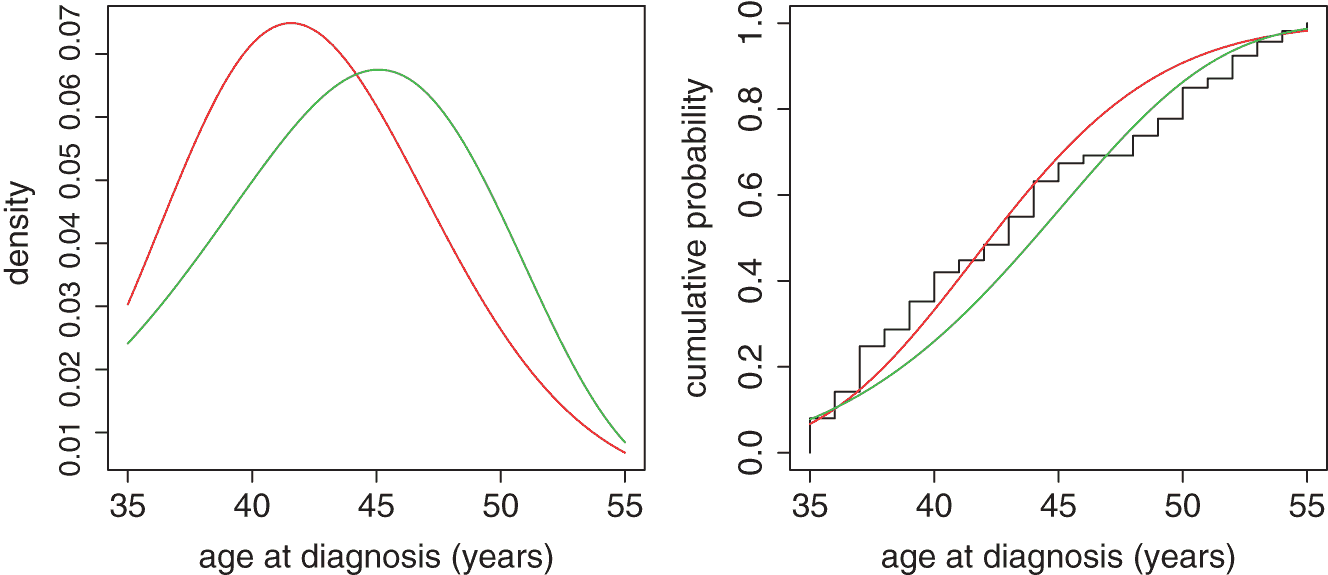 density
0.07
0.06
0.05
0.04
0.03
0.02
0.01
35 40 45 50 55
age at diagnosis (years)
cumulative probability
1.0
0.8
0.6
0.4
0.2
0.0
35 40 45 50 55
age at diagnosis (years)